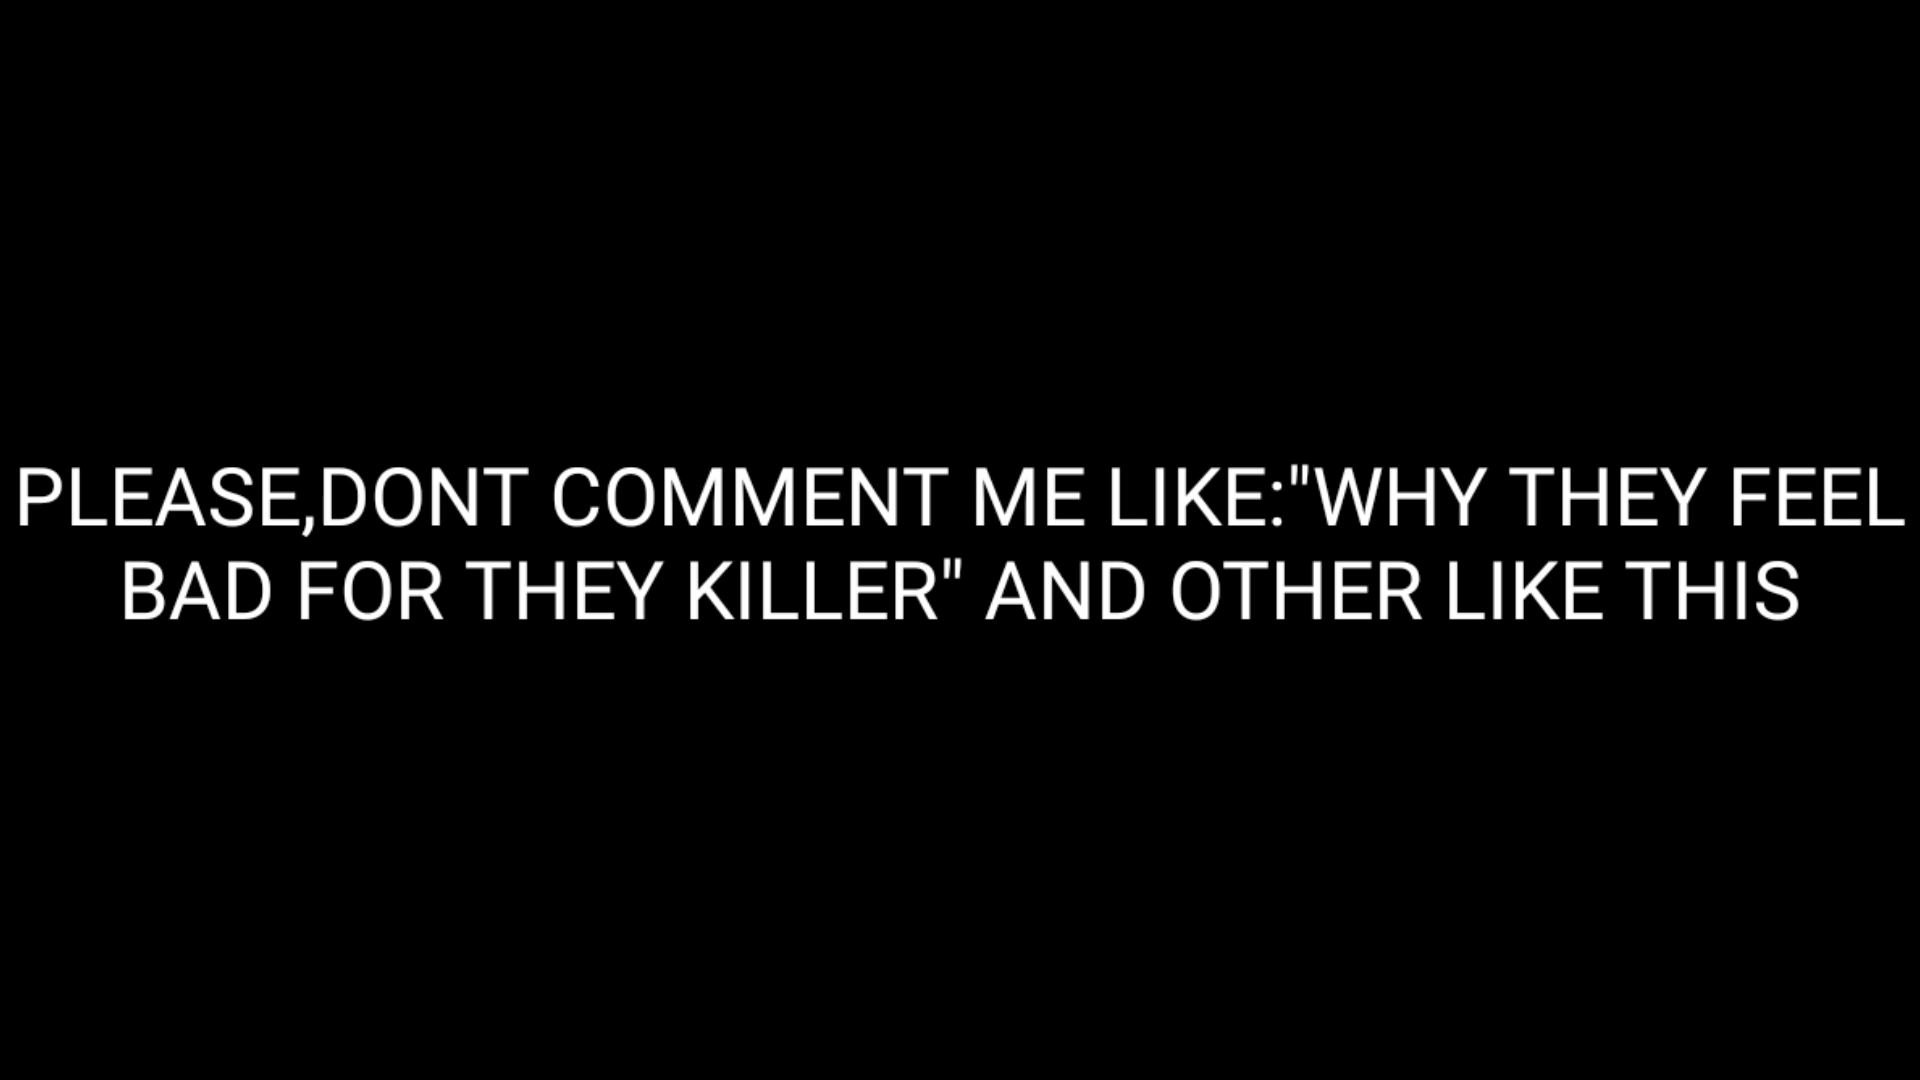 PLEASE,DONT COMMENT ME LIKE:"WHY THEY FEEL
BAD FOR THEY KILLER" AND OTHER LIKE THIS